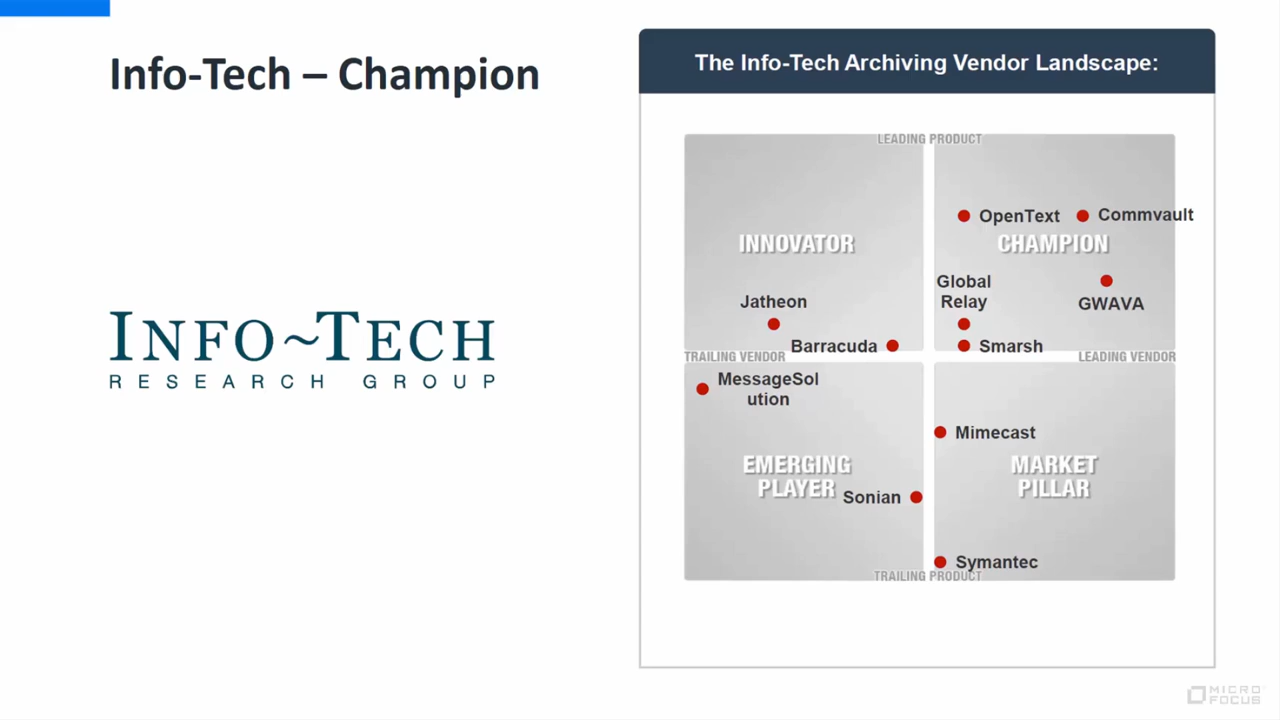 Info-Tech – Champion
INFO~TECH
RESEARCH GROUP
The Info-Tech Archiving Vendor Landscape:
LEADING PRODUCT
OpenText
Commvault
INNOVATOR
CHAMPION
Global
Relay
GWAVA
Jatheon
Barracuda
Smarsh
TRAILING VENDOR
LEADING VENDOR
MessageSol
ution
Mimecast
EMERGING
PLAYER
MARKET
PILLAR
Sonian
Symantec
TRAILING PRODUCT
MICRO
FOCUS